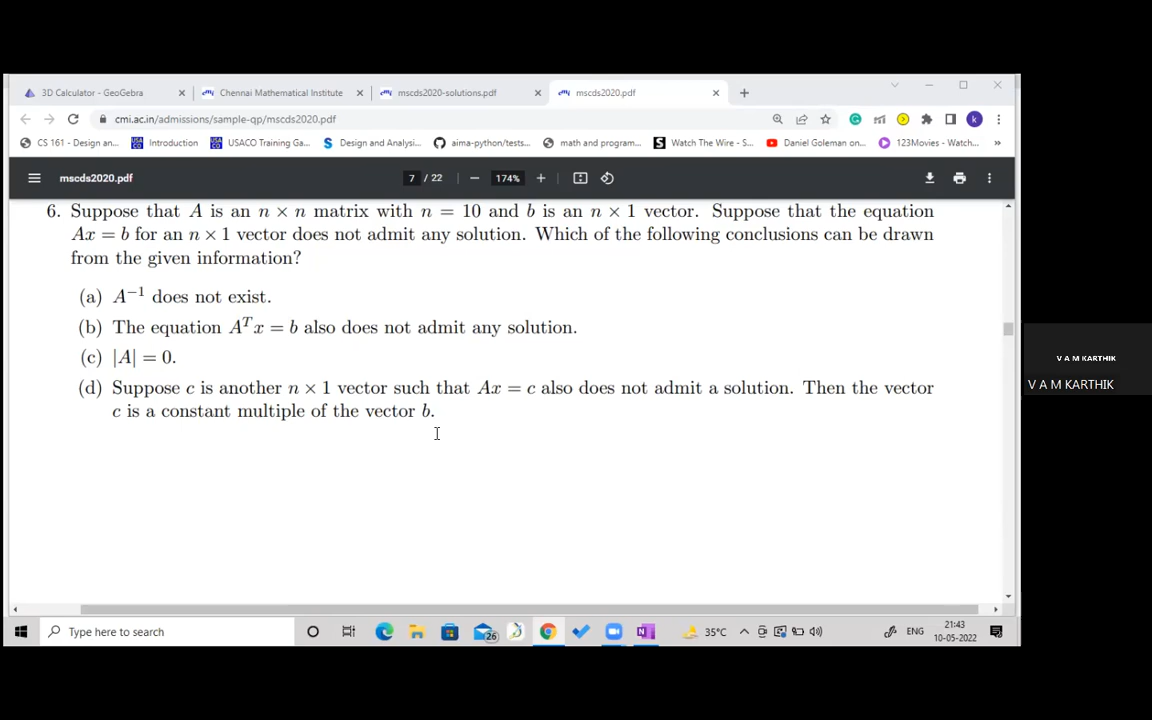 3D Calculator - GeoGebra
Chennai Mathematical Institute
mscds2020-solutions.pdf
mscds2020.pdf
cmi.ac.in/admissions/sample-qp/mscds2020.pdf
CS 161 - Design an...
Introduction
USACO Training Ga...
Design and Analysi...
aima-python/tests...
math and program...
Watch The Wire - S...
Daniel Goleman on...
123Movies - Watch...
mscds2020.pdf
7 / 22
174%
6. Suppose that A is an n × n matrix with n = 10 and b is an n × 1 vector. Suppose that the equation
Ax = b for an n × 1 vector does not admit any solution. Which of the following conclusions can be drawn
from the given information?
(a) A⁻¹ does not exist.
(b) The equation Aᵀx = b also does not admit any solution.
(c) |A| = 0.
(d) Suppose c is another n × 1 vector such that Ax = c also does not admit a solution. Then the vector
c is a constant multiple of the vector b.
V A M KARTHIK
V A M KARTHIK
Type here to search
26
35°C
ENG
21:43
10-05-2022